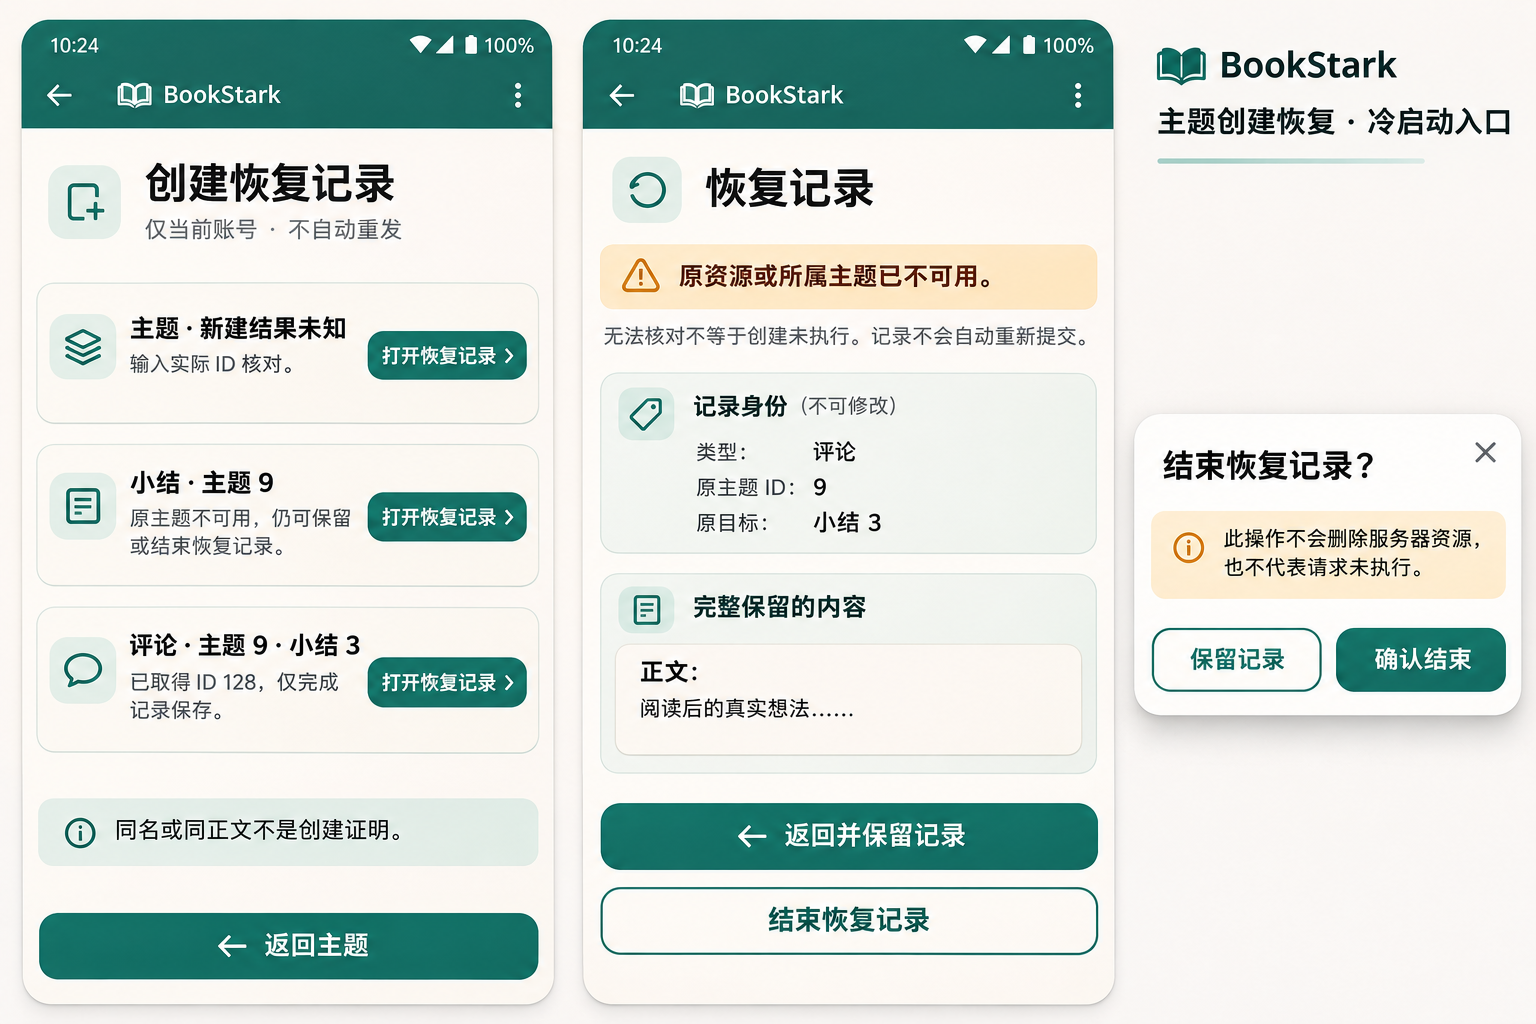 10:24 100%
BookStark
创建恢复记录
仅当前账号 · 不自动重发
主题 · 新建结果未知
输入实际 ID 核对。
打开恢复记录
小结 · 主题 9
原主题不可用，仍可保留
或结束恢复记录。
打开恢复记录
评论 · 主题 9 · 小结 3
已取得 ID 128，仅完成
记录保存。
打开恢复记录
同名或同正文不是创建证明。
返回主题
10:24 100%
BookStark
恢复记录
原资源或所属主题已不可用。
无法核对不等于创建未执行。记录不会自动重新提交。
记录身份（不可修改）
类型： 评论
原主题 ID： 9
原目标： 小结 3
完整保留的内容
正文：
阅读后的真实想法……
返回并保留记录
结束恢复记录
BookStark
主题创建恢复 · 冷启动入口
结束恢复记录？
此操作不会删除服务器资源，
也不代表请求未执行。
保留记录
确认结束